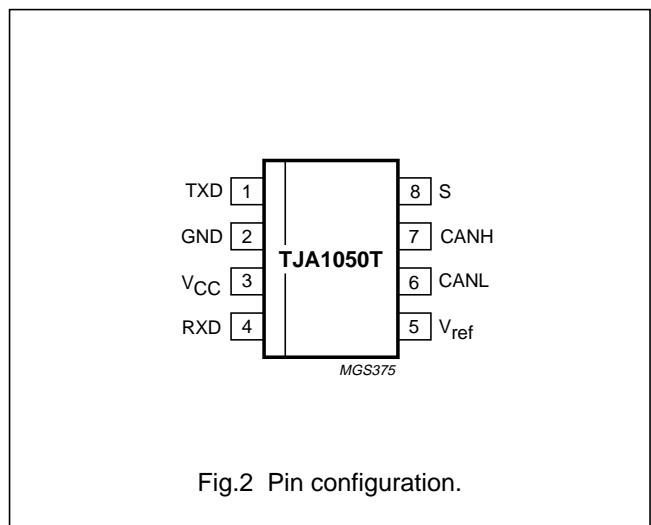 TXD 1 8 S
GND 2 7 CANH
TJA1050T
VCC 3 6 CANL
RXD 4 5 Vref
MGS375
Fig.2 Pin configuration.